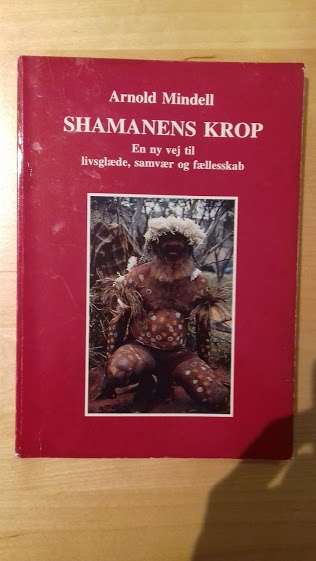 Arnold Mindell
SHAMANENS KROP
En ny vej til
livsglæde, samvær og fællesskab